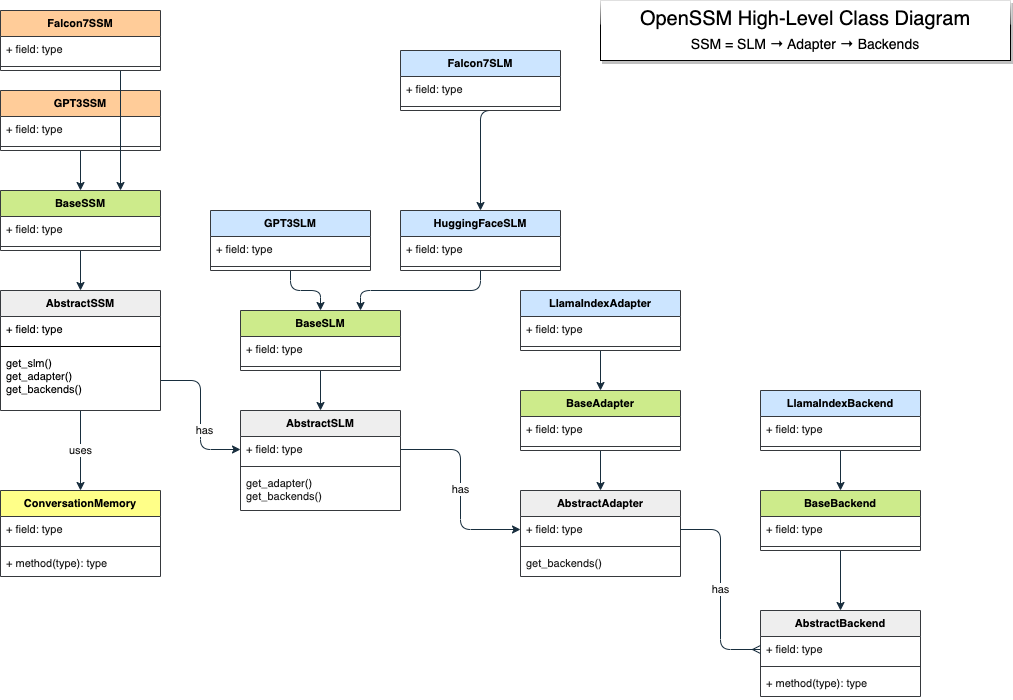 OpenSSM High-Level Class Diagram
SSM = SLM → Adapter → Backends
Falcon7SSM
+ field: type
GPT3SSM
+ field: type
BaseSSM
+ field: type
AbstractSSM
+ field: type
get_slm()
get_adapter()
get_backends()
uses
ConversationMemory
+ field: type
+ method(type): type
has
Falcon7SLM
+ field: type
GPT3SLM
+ field: type
HuggingFaceSLM
+ field: type
BaseSLM
+ field: type
AbstractSLM
+ field: type
get_adapter()
get_backends()
has
LlamaIndexAdapter
+ field: type
BaseAdapter
+ field: type
AbstractAdapter
+ field: type
get_backends()
has
LlamaIndexBackend
+ field: type
BaseBackend
+ field: type
AbstractBackend
+ field: type
+ method(type): type